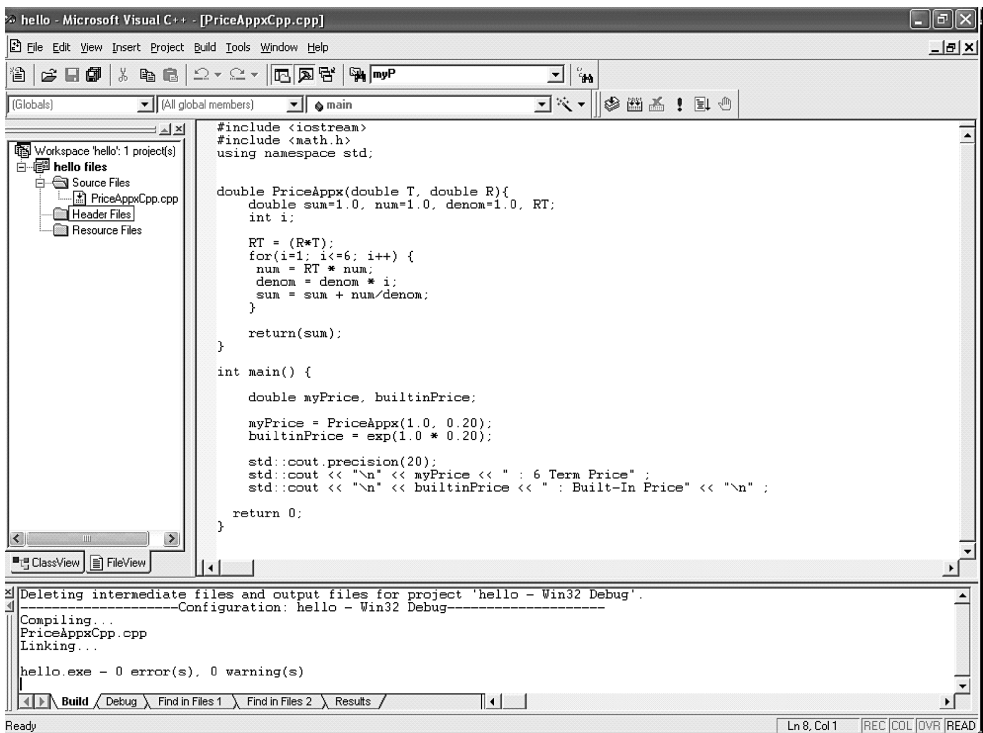 hello - Microsoft Visual C++ - [PriceAppxCpp.cpp]
File Edit View Insert Project Build Tools Window Help
myP
(Globals) (All global members) main
Workspace 'hello': 1 project(s)
hello files
Source Files
PriceAppxCpp.cpp
Header Files
Resource Files
ClassView FileView
#include <iostream>
#include <math.h>
using namespace std;
double PriceAppx(double T, double R){
double sum=1.0, num=1.0, denom=1.0, RT;
int i;
RT = (R*T);
for(i=1; i<=6; i++) {
num = RT * num;
denom = denom * i;
sum = sum + num/denom;
}
return(sum);
}
int main() {
double myPrice, builtinPrice;
myPrice = PriceAppx(1.0, 0.20);
builtinPrice = exp(1.0 * 0.20);
std::cout.precision(20);
std::cout << "\n" << myPrice << " : 6 Term Price" ;
std::cout << "\n" << builtinPrice << " : Built-In Price" << "\n" ;
return 0;
}
Deleting intermediate files and output files for project 'hello - Win32 Debug'.
--------------------Configuration: hello - Win32 Debug--------------------
Compiling...
PriceAppxCpp.cpp
Linking...
hello.exe - 0 error(s), 0 warning(s)
Build Debug Find in Files 1 Find in Files 2 Results
Ready Ln 8, Col 1 REC COL OVR READ